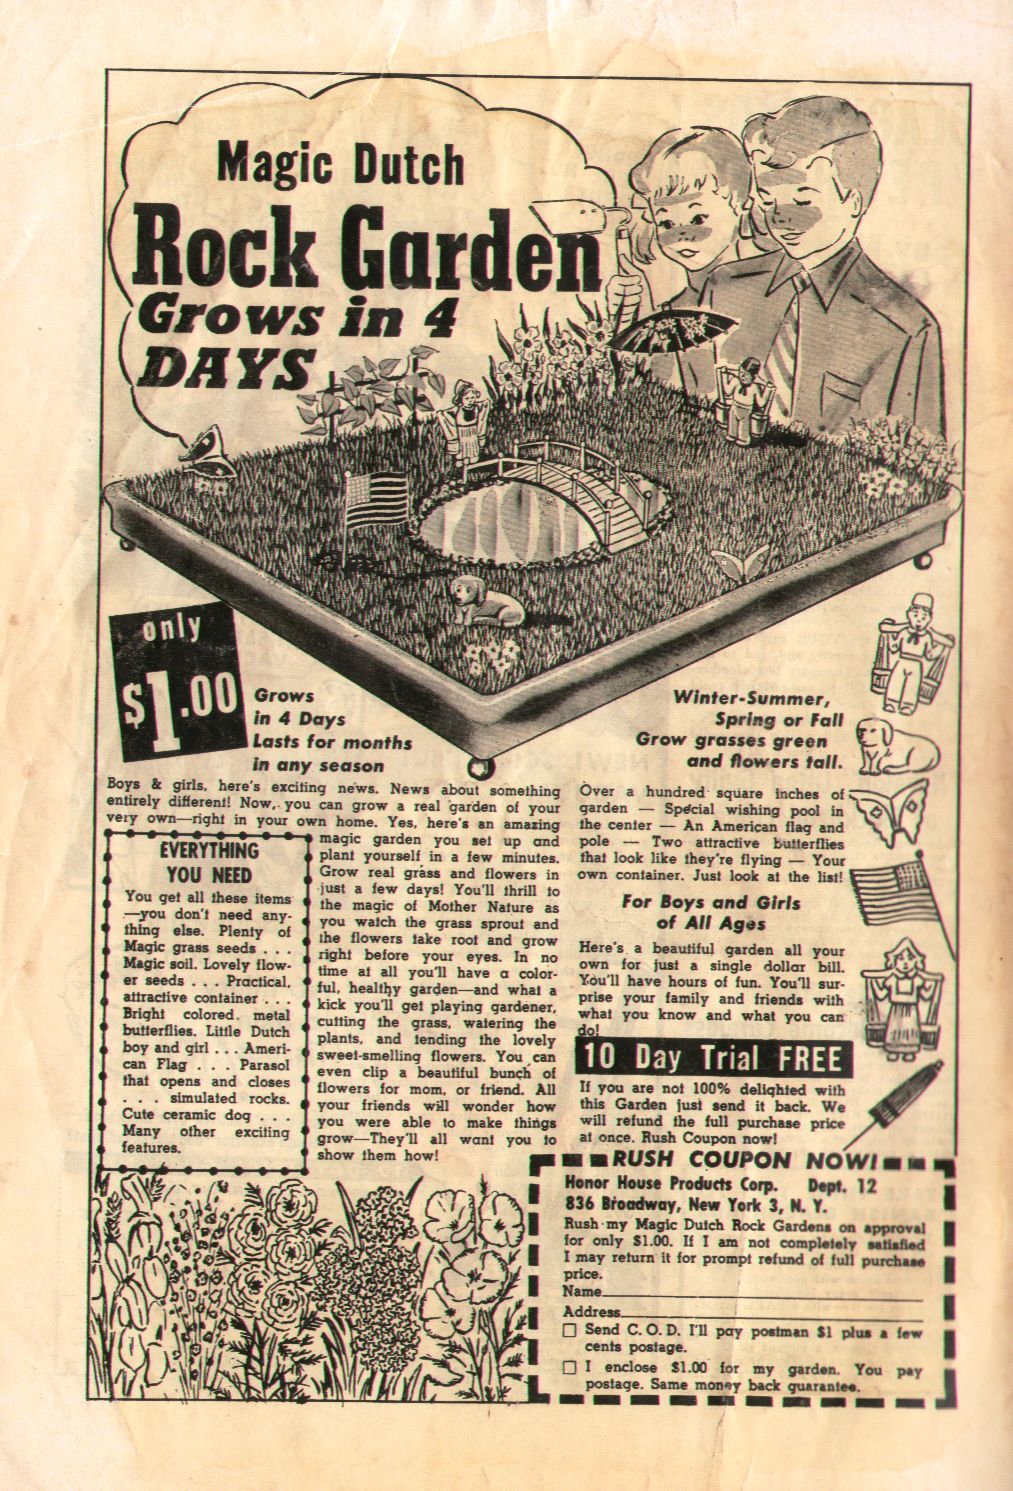 Magic Dutch
Rock Garden
Grows in 4
DAYS
only
$1.00
Grows
in 4 Days
Lasts for months
in any season
Winter-Summer,
Spring or Fall
Grow grasses green
and flowers tall.
Boys & girls, here's exciting news. News about something
entirely different! Now, you can grow a real garden of your
very own—right in your own home. Yes, here's an amazing
magic garden you set up and
plant yourself in a few minutes.
Grow real grass and flowers in
just a few days! You'll thrill to
the magic of Mother Nature as
you watch the grass sprout and
the flowers take root and grow
right before your eyes. In no
time at all you'll have a color-
ful, healthy garden—and what a
kick you'll get playing gardener,
cutting the grass, watering the
plants, and tending the lovely
sweet-smelling flowers. You can
even clip a beautiful bunch of
flowers for mom, or friend. All
your friends will wonder how
you were able to make things
grow—They'll all want you to
show them how!
EVERYTHING
YOU NEED
You get all these items
—you don't need any-
thing else. Plenty of
Magic grass seeds . . .
Magic soil. Lovely flow-
er seeds . . . Practical,
attractive container . . .
Bright colored metal
butterflies. Little Dutch
boy and girl . . . Ameri-
can Flag . . . Parasol
that opens and closes
. . . simulated rocks.
Cute ceramic dog . . .
Many other exciting
features.
Over a hundred square inches of
garden — Special wishing pool in
the center — An American flag and
pole — Two attractive butterflies
that look like they're flying — Your
own container. Just look at the list!
For Boys and Girls
of All Ages
Here's a beautiful garden all your
own for just a single dollar bill.
You'll have hours of fun. You'll sur-
prise your family and friends with
what you know and what you can
do!
10 Day Trial FREE
If you are not 100% delighted with
this Garden just send it back. We
will refund the full purchase price
at once. Rush Coupon now!
RUSH COUPON NOW!
Honor House Products Corp. Dept. 12
836 Broadway, New York 3, N. Y.
Rush my Magic Dutch Rock Gardens on approval
for only $1.00. If I am not completely satisfied
I may return it for prompt refund of full purchase
price.
Name
Address
Send C. O. D. I'll pay postman $1 plus a few
cents postage.
I enclose $1.00 for my garden. You pay
postage. Same money back guarantee.